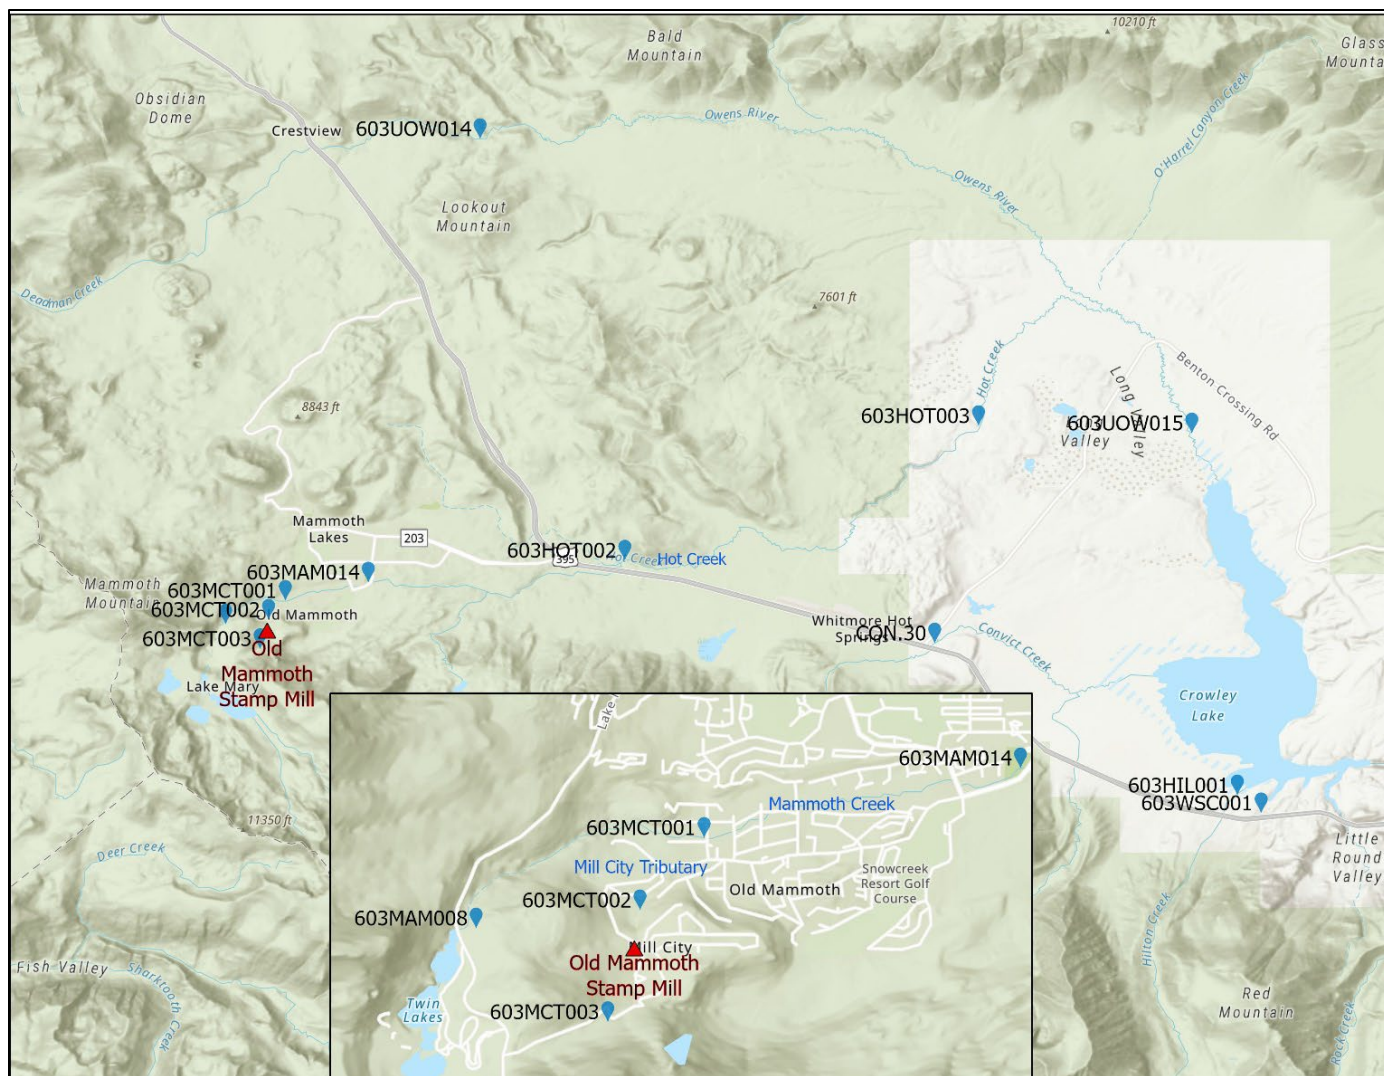 10210 ft
Bald
Mountain
Glass
Mounta
Obsidian
Dome
Crestview
603UOW014
Owens River
O'Harrel Canyon Creek
Owens River
Lookout
Mountain
Deadman Creek
7601 ft
Hot Creek
Long Valley
Benton Crossing Rd
8843 ft
603HOT003
603UOW015
Valley
Mammoth
Lakes
203
603HOT002
395
Hot Creek
Hot Creek
603MAM014
Mammoth
Mountain
603MCT001
603MCT002
Old Mammoth
603MCT003
Old
Mammoth
Stamp Mill
Lake Mary
Whitmore Hot
Springs
CON.30
Convict Creek
Crowley
Lake
603HIL001
603WSC001
11350 ft
Deer Creek
Little
Round
Valley
Hilton Creek
Fish Valley
Sharktooth Creek
Red
Mountain
Rock Creek
Lake
603MAM014
Mammoth Creek
603MCT001
Mill City Tributary
Snowcreek
Resort Golf
Course
Old Mammoth
603MCT002
603MAM008
Mill City
Old Mammoth
Stamp Mill
Twin
Lakes
603MCT003